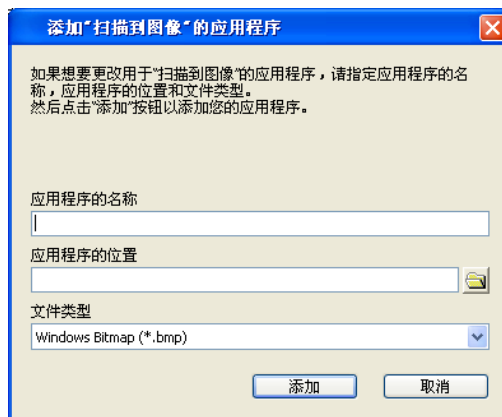 添加"扫描到图像"的应用程序
如果想要更改用于"扫描到图像"的应用程序，请指定应用程序的名
称，应用程序的位置和文件类型。
然后点击"添加"按钮以添加您的应用程序。
应用程序的名称
应用程序的位置
文件类型
Windows Bitmap (*.bmp)
添加 取消